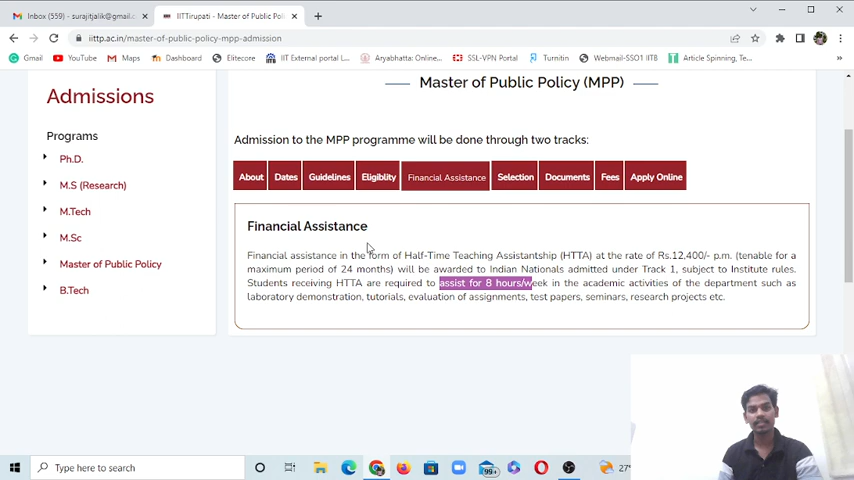 Inbox (559) - surajitjalik@gmail.c
IITTirupati - Master of Public Poli
iittp.ac.in/master-of-public-policy-mpp-admission
Gmail
YouTube
Maps
Dashboard
Elitecore
IIT External portal L...
Aryabhatta: Online...
SSL-VPN Portal
Turnitin
Webmail-SSO1 IITB
Article Spinning, Te...
Admissions
Programs
Ph.D.
M.S (Research)
M.Tech
M.Sc
Master of Public Policy
B.Tech
Master of Public Policy (MPP)
Admission to the MPP programme will be done through two tracks:
About
Dates
Guidelines
Eligiblity
Financial Assistance
Selection
Documents
Fees
Apply Online
Financial Assistance
Financial assistance in the form of Half-Time Teaching Assistantship (HTTA) at the rate of Rs.12,400/- p.m. (tenable for a
maximum period of 24 months) will be awarded to Indian Nationals admitted under Track 1, subject to Institute rules.
Students receiving HTTA are required to assist for 8 hours/week in the academic activities of the department such as
laboratory demonstration, tutorials, evaluation of assignments, test papers, seminars, research projects etc.
Type here to search
99+
27°